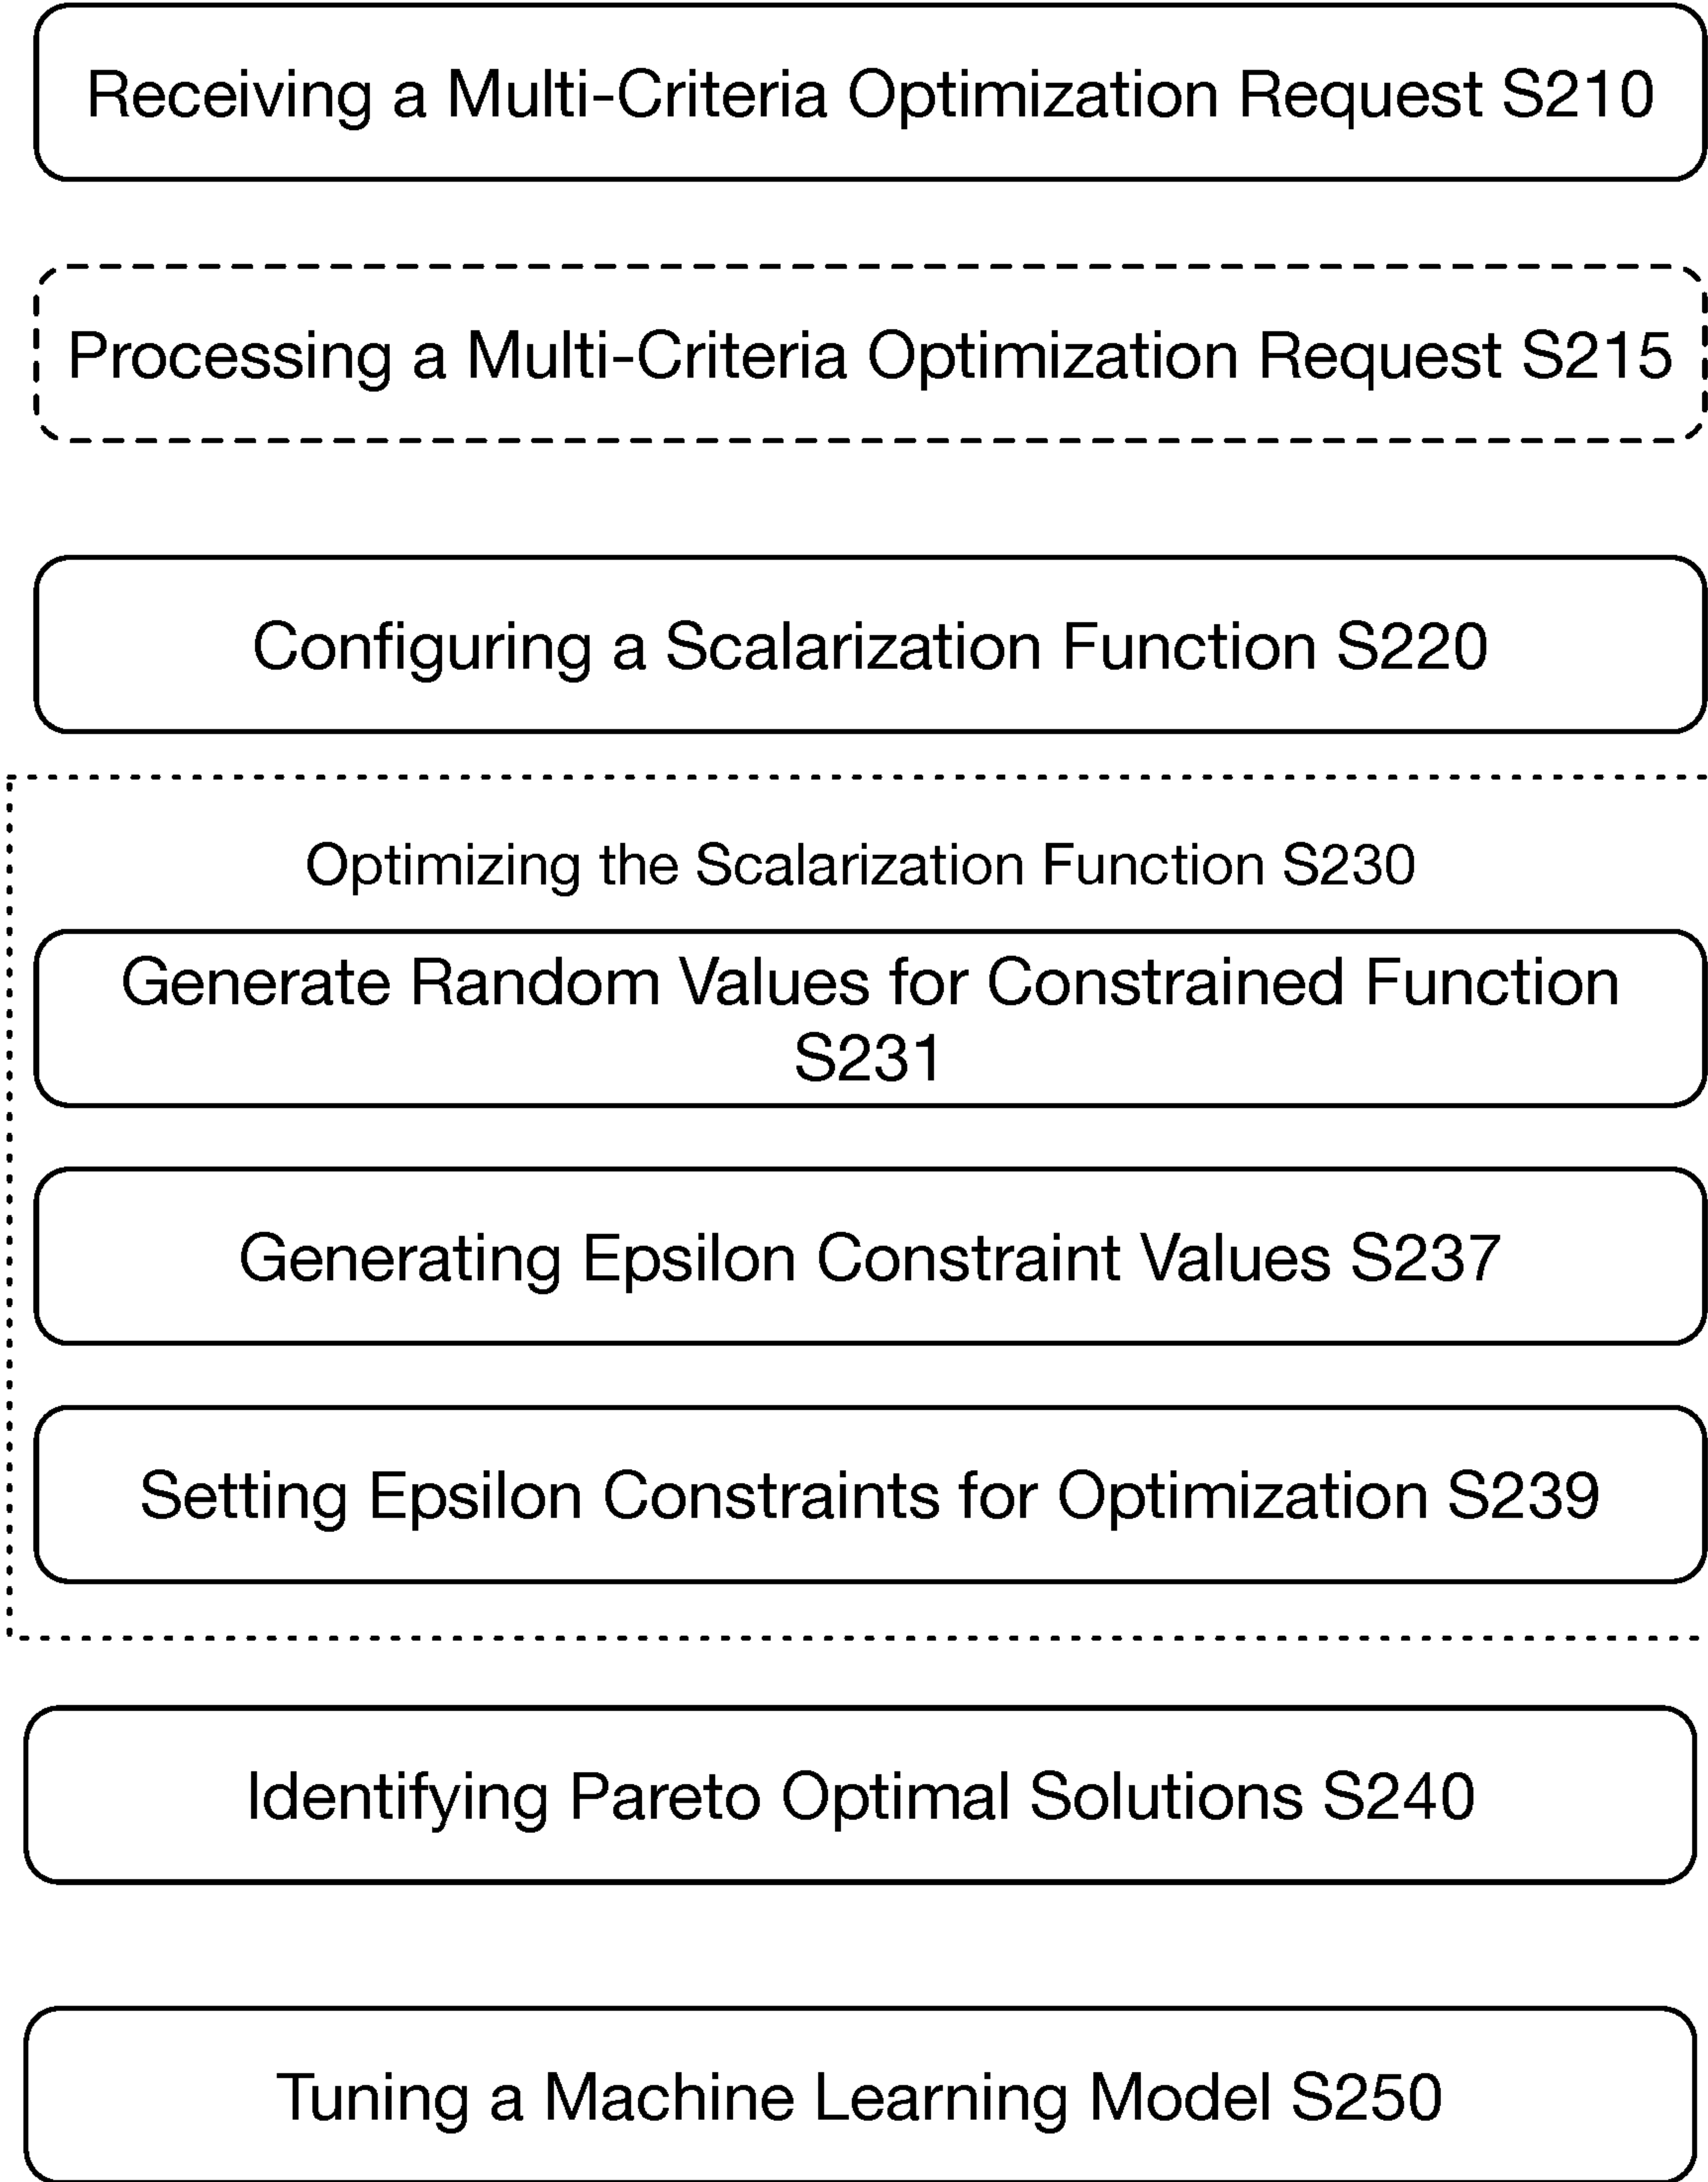 Receiving a Multi-Criteria Optimization Request S210
Processing a Multi-Criteria Optimization Request S215
Configuring a Scalarization Function S220
Optimizing the Scalarization Function S230
Generate Random Values for Constrained Function
S231
Generating Epsilon Constraint Values S237
Setting Epsilon Constraints for Optimization S239
Identifying Pareto Optimal Solutions S240
Tuning a Machine Learning Model S250